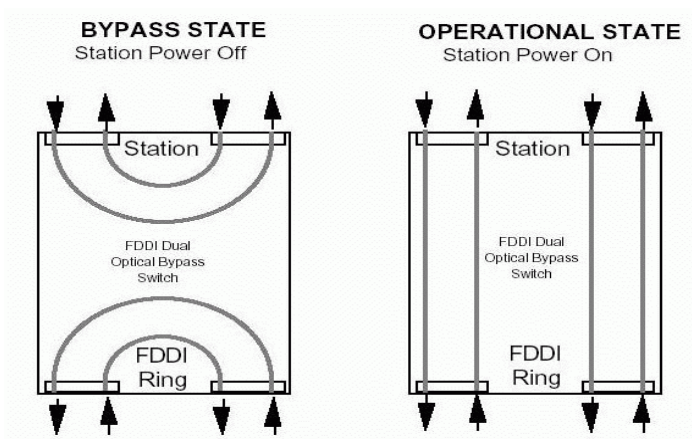 BYPASS STATE
Station Power Off
Station
FDDI Dual
Optical Bypass
Switch
FDDI
Ring
OPERATIONAL STATE
Station Power On
Station
FDDI Dual
Optical Bypass
Switch
FDDI
Ring